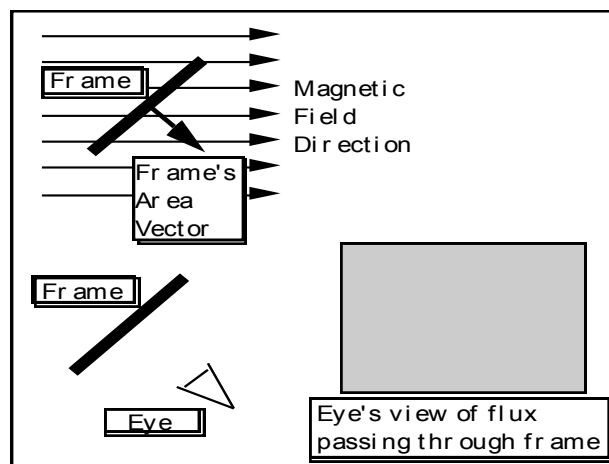 Frame
Magnetic
Field
Direction
Frame's
Area
Vector
Frame
Eye
Eye's view of flux
passing through frame